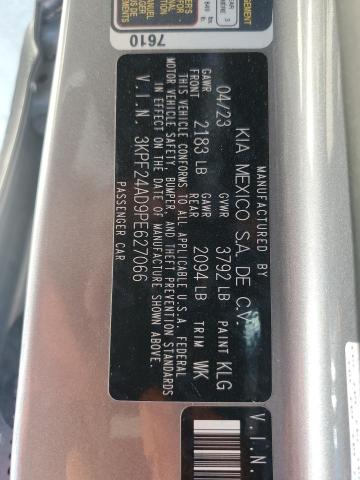 MANUFACTURED BY
KIA MEXICO S.A. DE C.V.
04/23 GVWR 3792 LB PAINT KLG
GAWR FRONT 2183 LB GAWR REAR 2094 LB TRIM WK
THIS VEHICLE CONFORMS TO ALL APPLICABLE U.S.A. FEDERAL
MOTOR VEHICLE SAFETY, BUMPER, AND THEFT PREVENTION STANDARDS
IN EFFECT ON THE DATE OF MANUFACTURE SHOWN ABOVE.
V.I.N. 3KPF24AD9PE627066
PASSENGER CAR
7610
V.I.N.